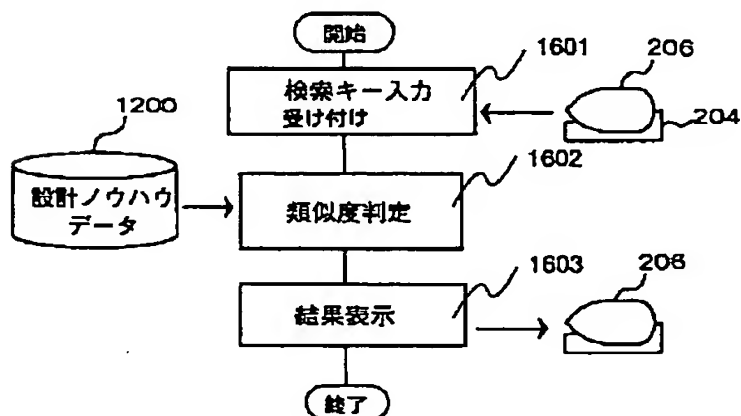 開始
1601
検索キー入力
受け付け
206
204
1200
設計ノウハウ
データ
1602
類似度判定
1603
結果表示
206
終了